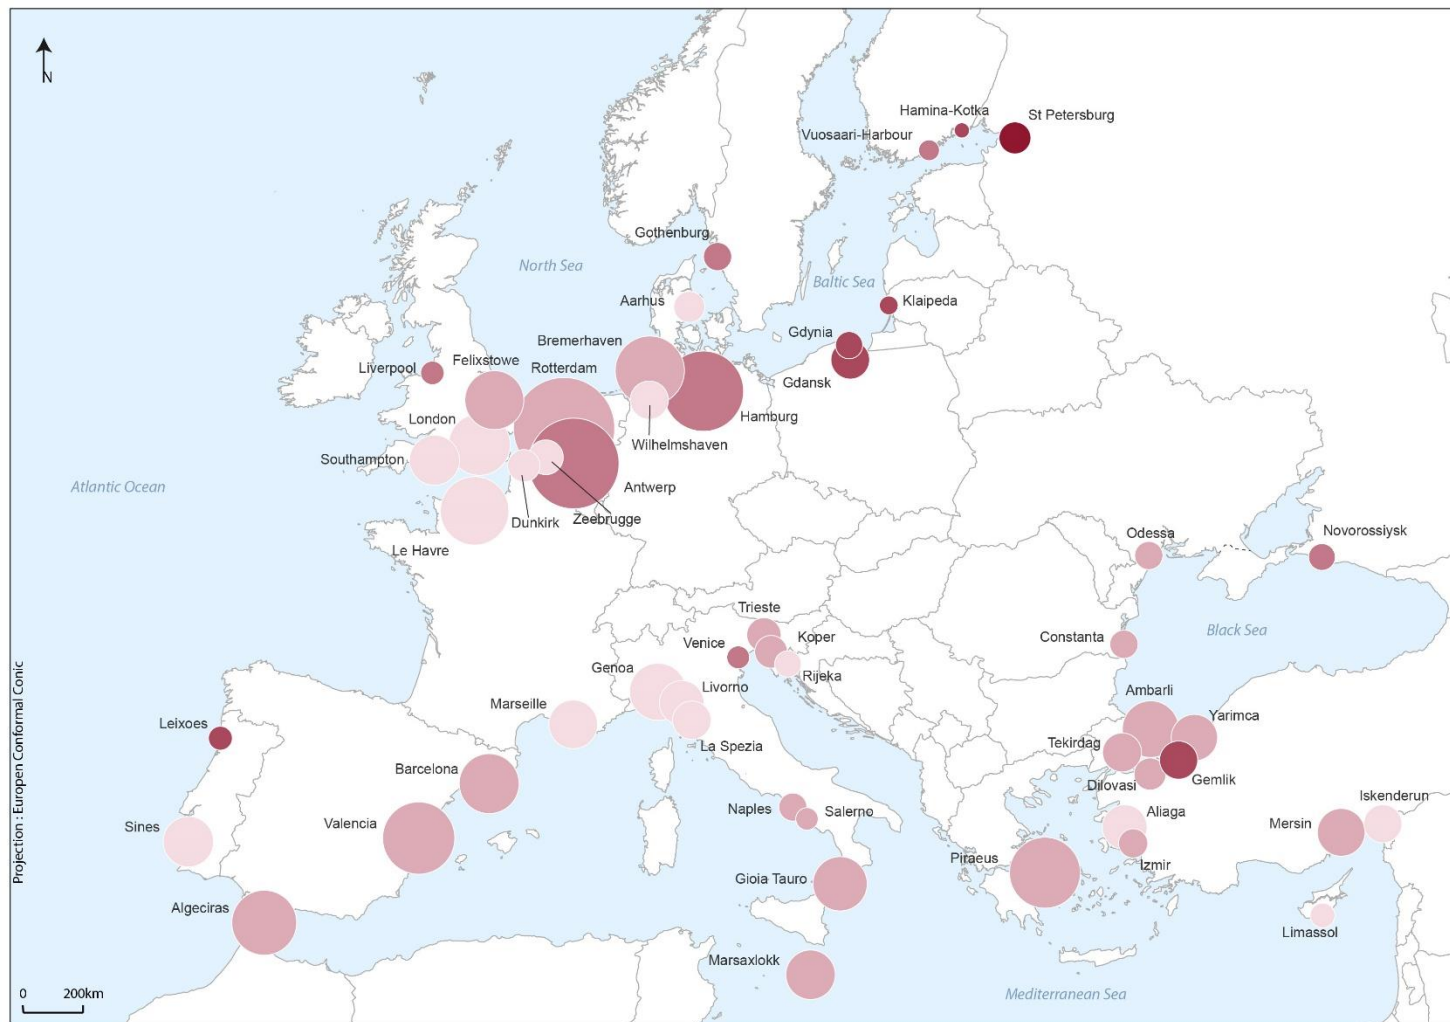 N
Hamina-Kotka
St Petersburg
Vuosaari-Harbour
Gothenburg
North Sea
Baltic Sea
Aarhus
Klaipeda
Gdynia
Bremerhaven
Felixstowe
Rotterdam
Liverpool
Gdansk
Hamburg
London
Wilhelmshaven
Southampton
Atlantic Ocean
Antwerp
Dunkirk
Zeebrugge
Le Havre
Odessa
Novorossiysk
Trieste
Black Sea
Koper
Constanta
Venice
Genoa
Rijeka
Livorno
Ambarli
Marseille
Yarimca
Leixoes
La Spezia
Tekirdag
Barcelona
Dilovasi
Gemlik
Iskenderun
Naples
Salerno
Aliaga
Sines
Valencia
Mersin
Piraeus
Izmir
Gioia Tauro
Algeciras
Limassol
Marsaxlokk
Mediterranean Sea
0 200km
Projection : Europen Conformal Conic